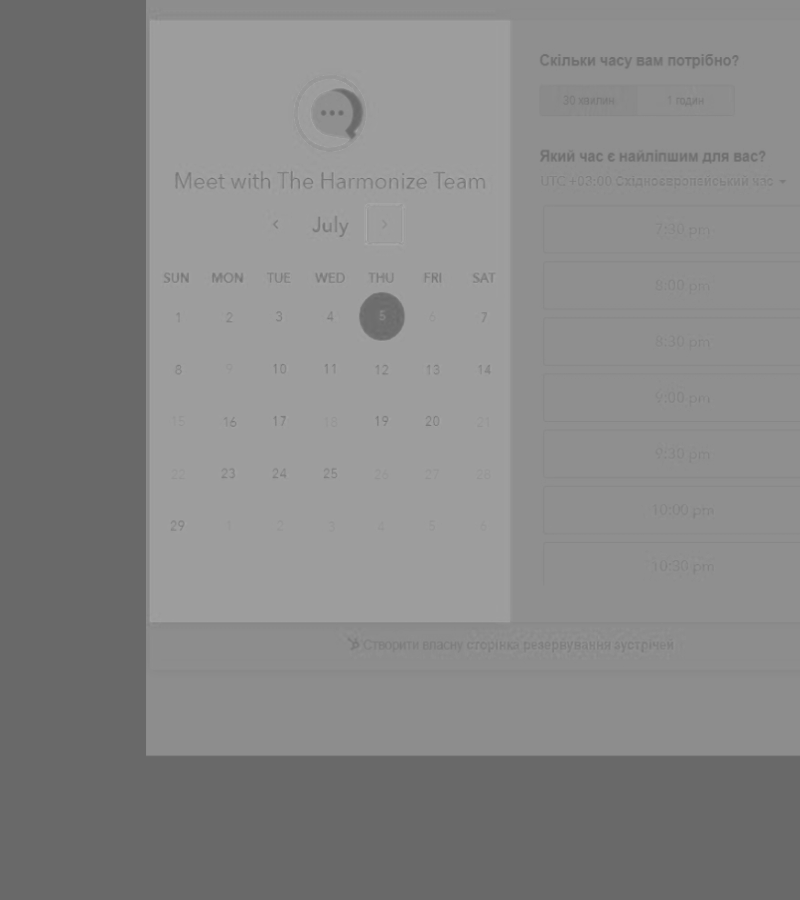 Meet with The Harmonize Team
July
SUN MON TUE WED THU FRI SAT
1 2 3 4 5 6 7
8 9 10 11 12 13 14
15 16 17 18 19 20 21
22 23 24 25 26 27 28
29 1 2 3 4 5 6
Скільки часу вам потрібно?
30 хвилин 1 годин
Який час є найліпшим для вас?
UTC +03:00 Східноєвропейський час
7:30 pm
8:00 pm
8:30 pm
9:00 pm
9:30 pm
10:00 pm
10:30 pm
Створити власну сторінка резервування зустрічей